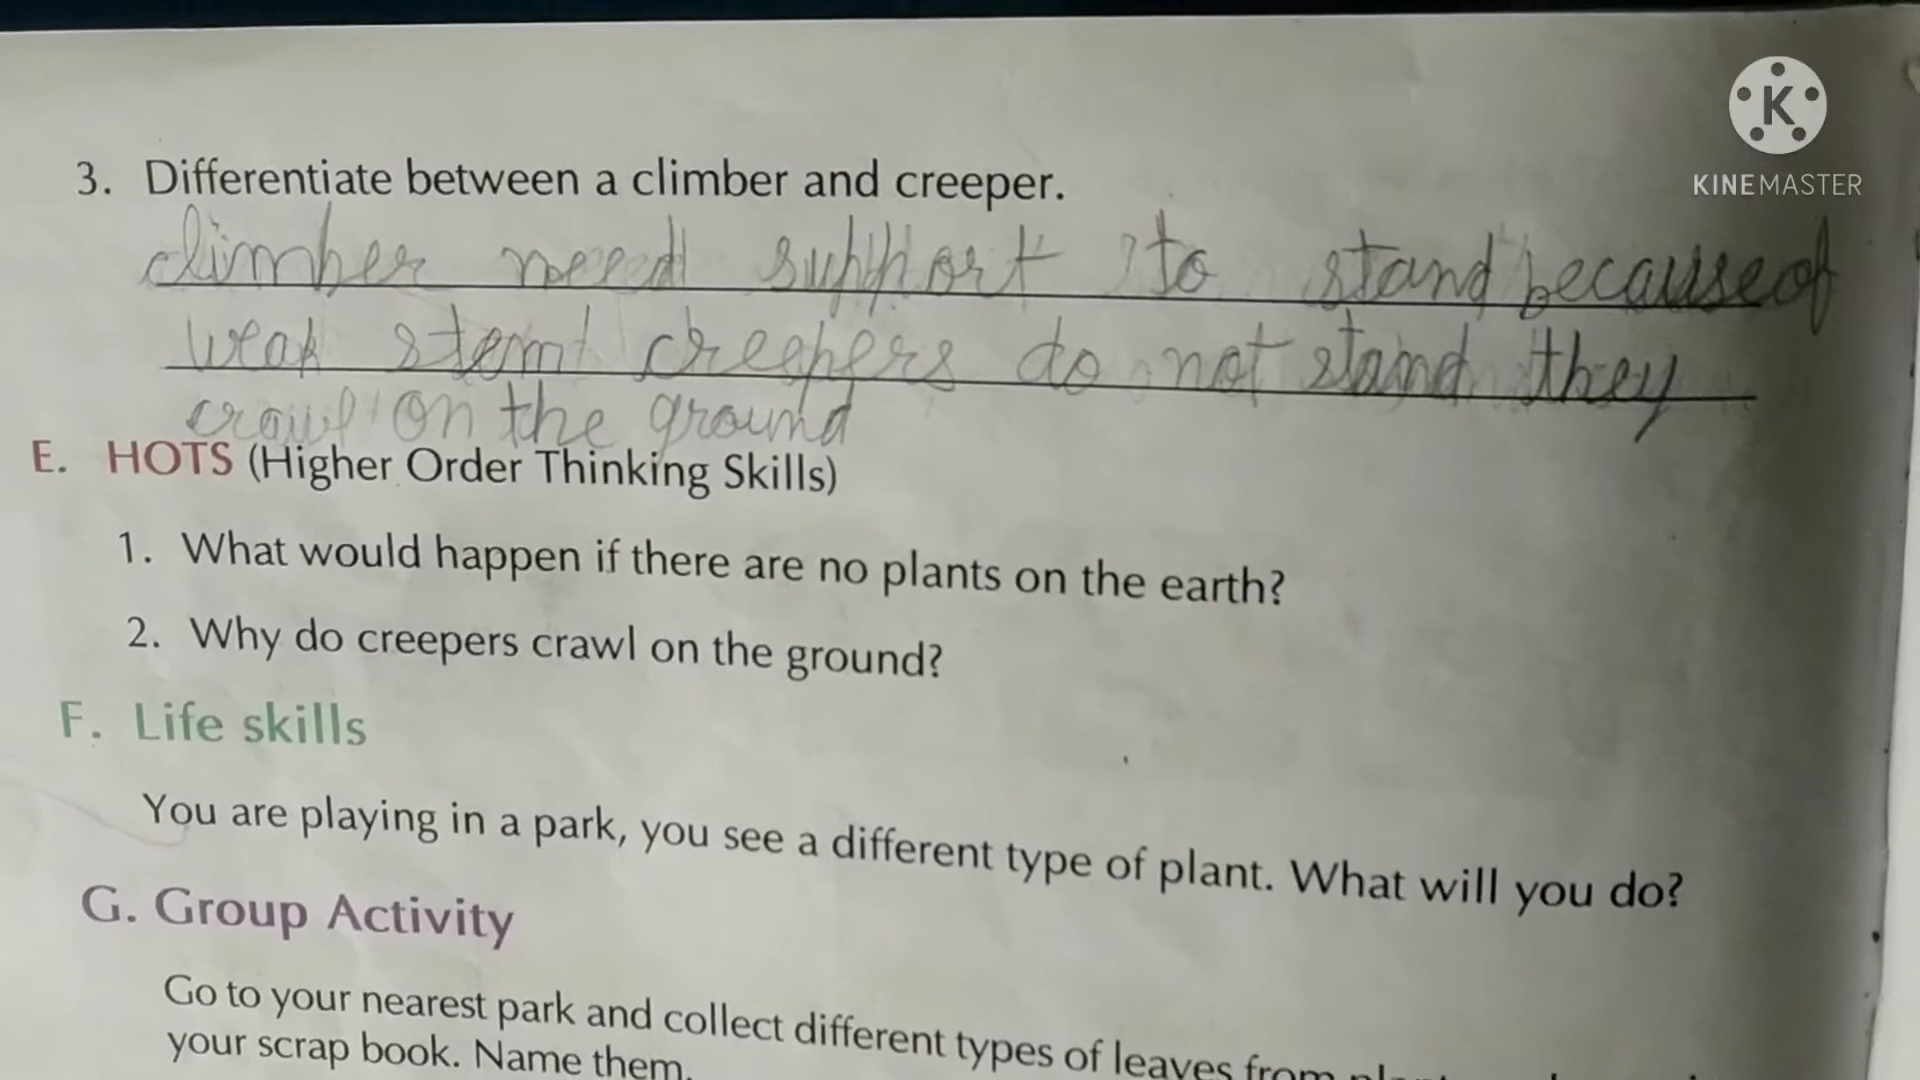 KINEMASTER
3. Differentiate between a climber and creeper.
climber need support to stand because of
weak stem creepers do not stand they
crawl on the ground
E. HOTS (Higher Order Thinking Skills)
1. What would happen if there are no plants on the earth?
2. Why do creepers crawl on the ground?
F. Life skills
You are playing in a park, you see a different type of plant. What will you do?
G. Group Activity
Go to your nearest park and collect different types of leaves from
your scrap book. Name them.